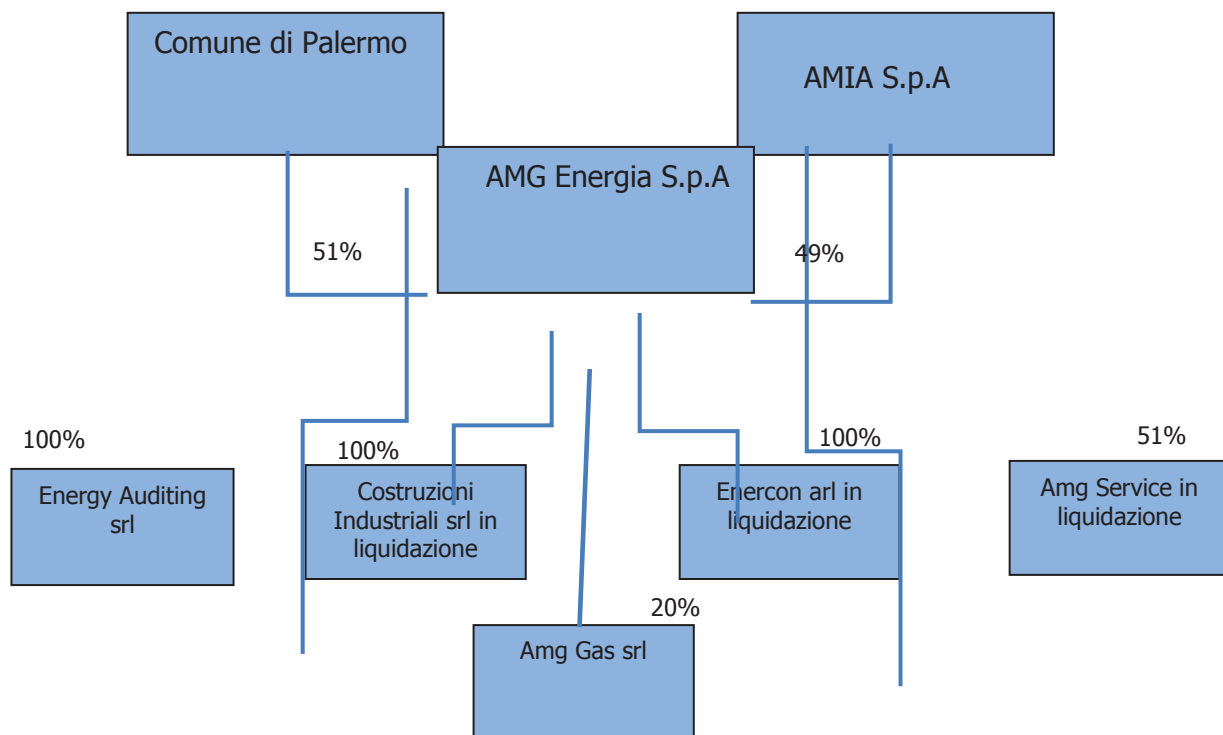 Comune di Palermo
AMIA S.p.A
AMG Energia S.p.A
51%
49%
100%
100%
100%
51%
Energy Auditing
srl
Costruzioni
Industriali srl in
liquidazione
Enercon arl in
liquidazione
Amg Service in
liquidazione
20%
Amg Gas srl